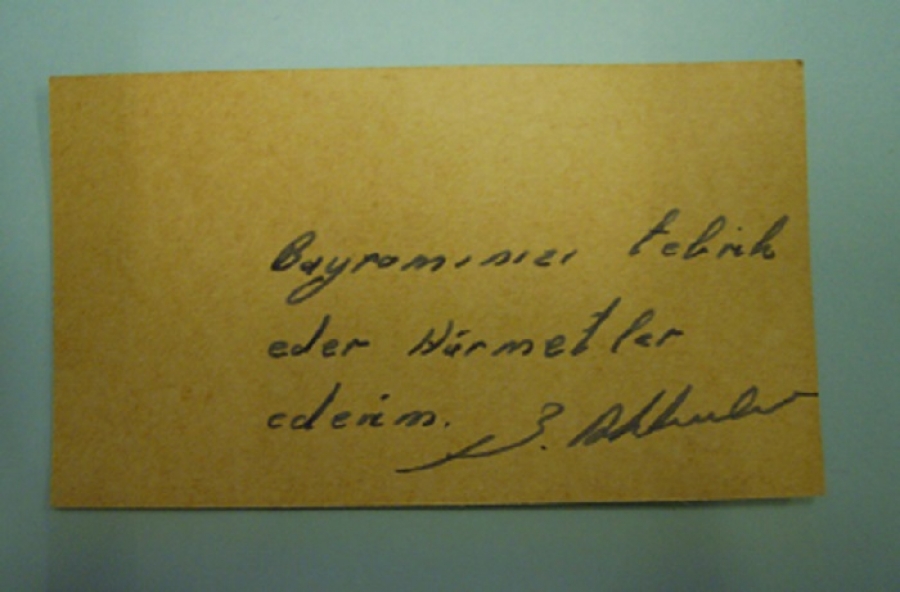 Bayramınızı tebrik
eder Hürmetler
ederim.